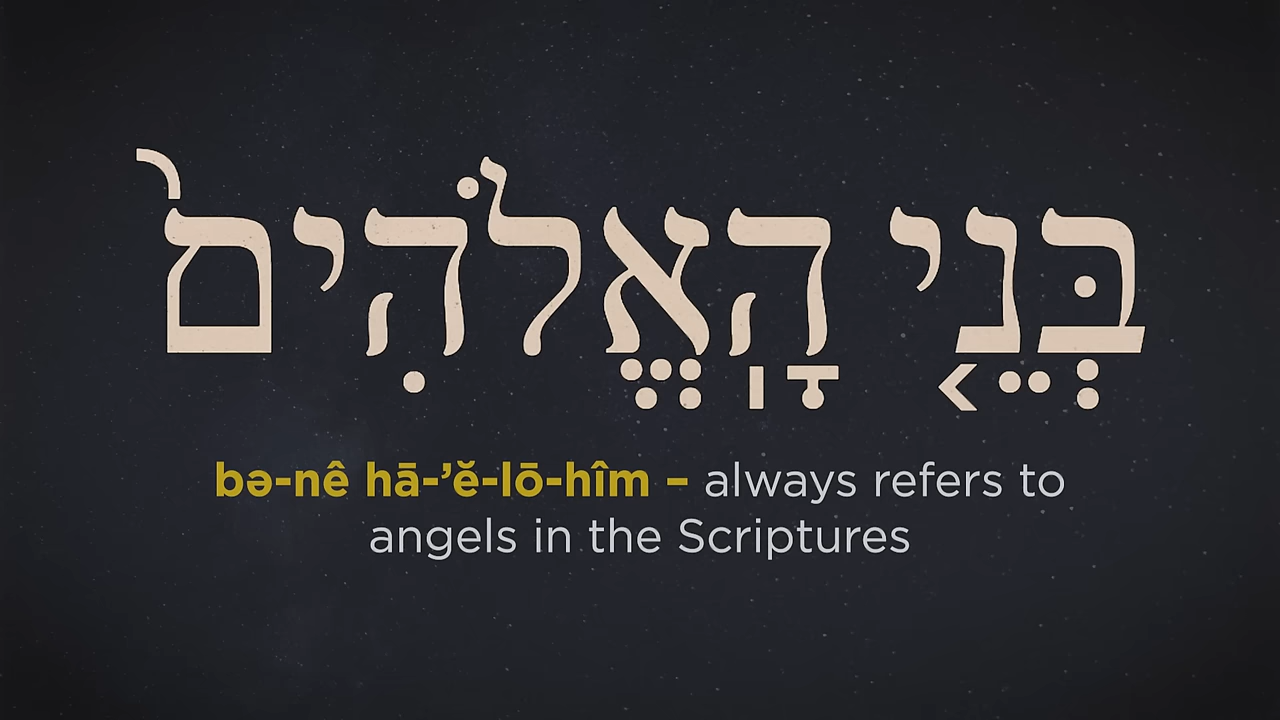 בְּנֵ֤י הָֽאֱלֹהִים֙
bə-nê hā-’ĕ-lō-hîm – always refers to
angels in the Scriptures